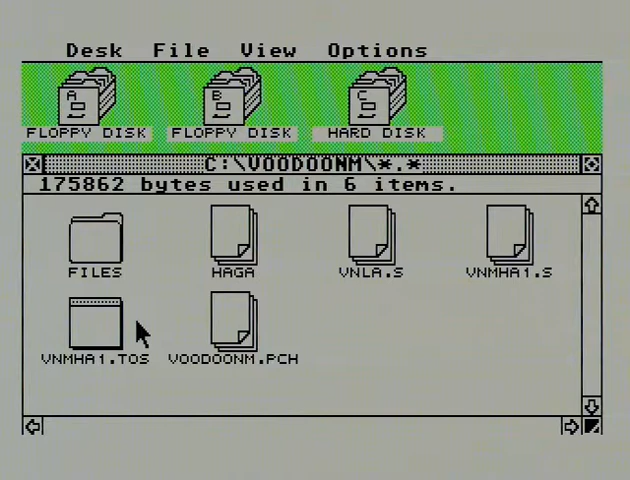 Desk File View Options
A B C
FLOPPY DISK FLOPPY DISK HARD DISK
C:\VOODOONM\*.*
175862 bytes used in 6 items.
FILES HAGA VNLA.S VNMHA1.S
VNMHA1.TOS VOODOONM.PCH